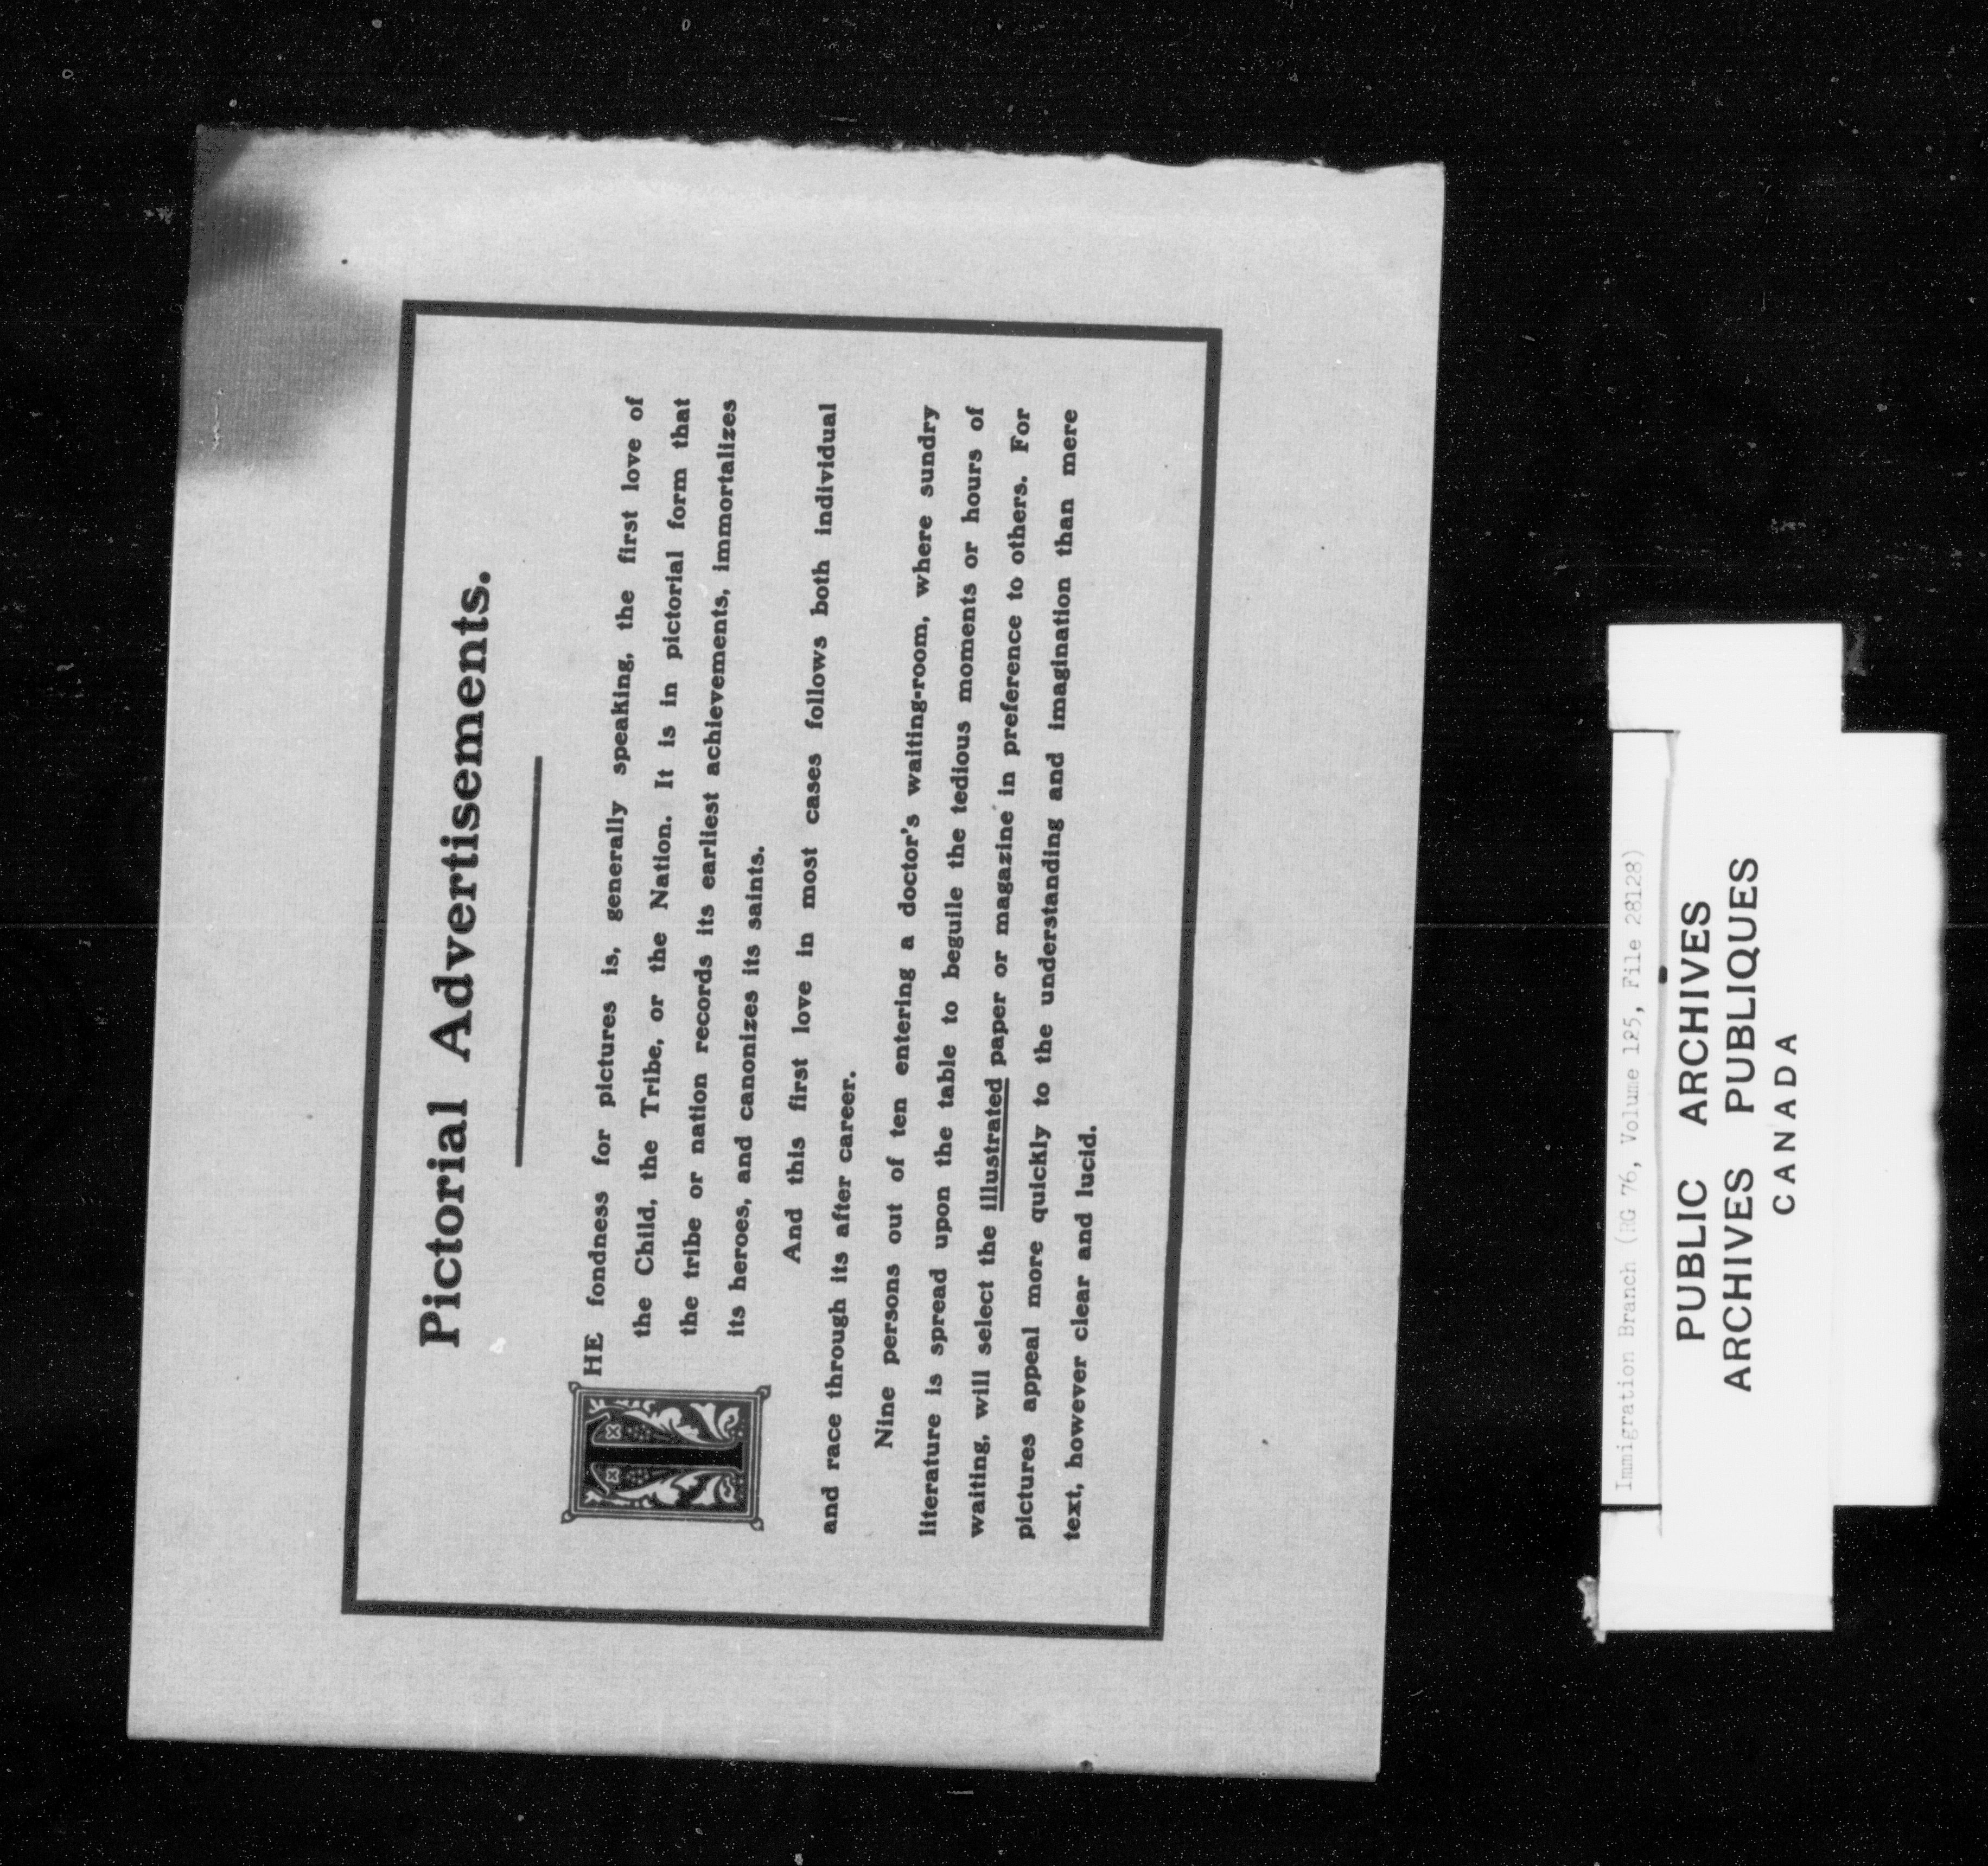 Pictorial Advertisements.
THE fondness for pictures is, generally speaking, the first love of
the Child, the Tribe, or the Nation. It is in pictorial form that
the tribe or nation records its earliest achievements, immortalizes
its heroes, and canonizes its saints.
And this first love in most cases follows both individual
and race through its after career.
Nine persons out of ten entering a doctor's waiting-room, where sundry
literature is spread upon the table to beguile the tedious moments or hours of
waiting, will select the illustrated paper or magazine in preference to others. For
pictures appeal more quickly to the understanding and imagination than mere
text, however clear and lucid.
Immigration Branch (RG 76, Volume 125, File 28128)
PUBLIC ARCHIVES
ARCHIVES PUBLIQUES
CANADA